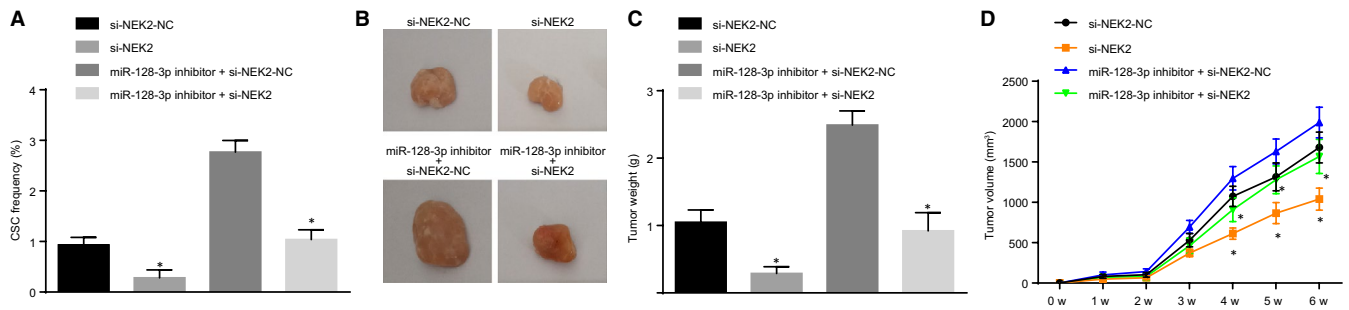 A
si-NEK2-NC
si-NEK2
miR-128-3p inhibitor + si-NEK2-NC
miR-128-3p inhibitor + si-NEK2
CSC frequency (%)
4
3
2
1
0
*
*
B
si-NEK2-NC
si-NEK2
miR-128-3p inhibitor
+
si-NEK2-NC
miR-128-3p inhibitor
+
si-NEK2
C
si-NEK2-NC
si-NEK2
miR-128-3p inhibitor + si-NEK2-NC
miR-128-3p inhibitor + si-NEK2
Tumor weight (g)
3
2
1
0
*
*
D
si-NEK2-NC
si-NEK2
miR-128-3p inhibitor + si-NEK2-NC
miR-128-3p inhibitor + si-NEK2
Tumor volume (mm³)
2500
2000
1500
1000
500
0
*
*
*
*
*
*
0 w
1 w
2 w
3 w
4 w
5 w
6 w